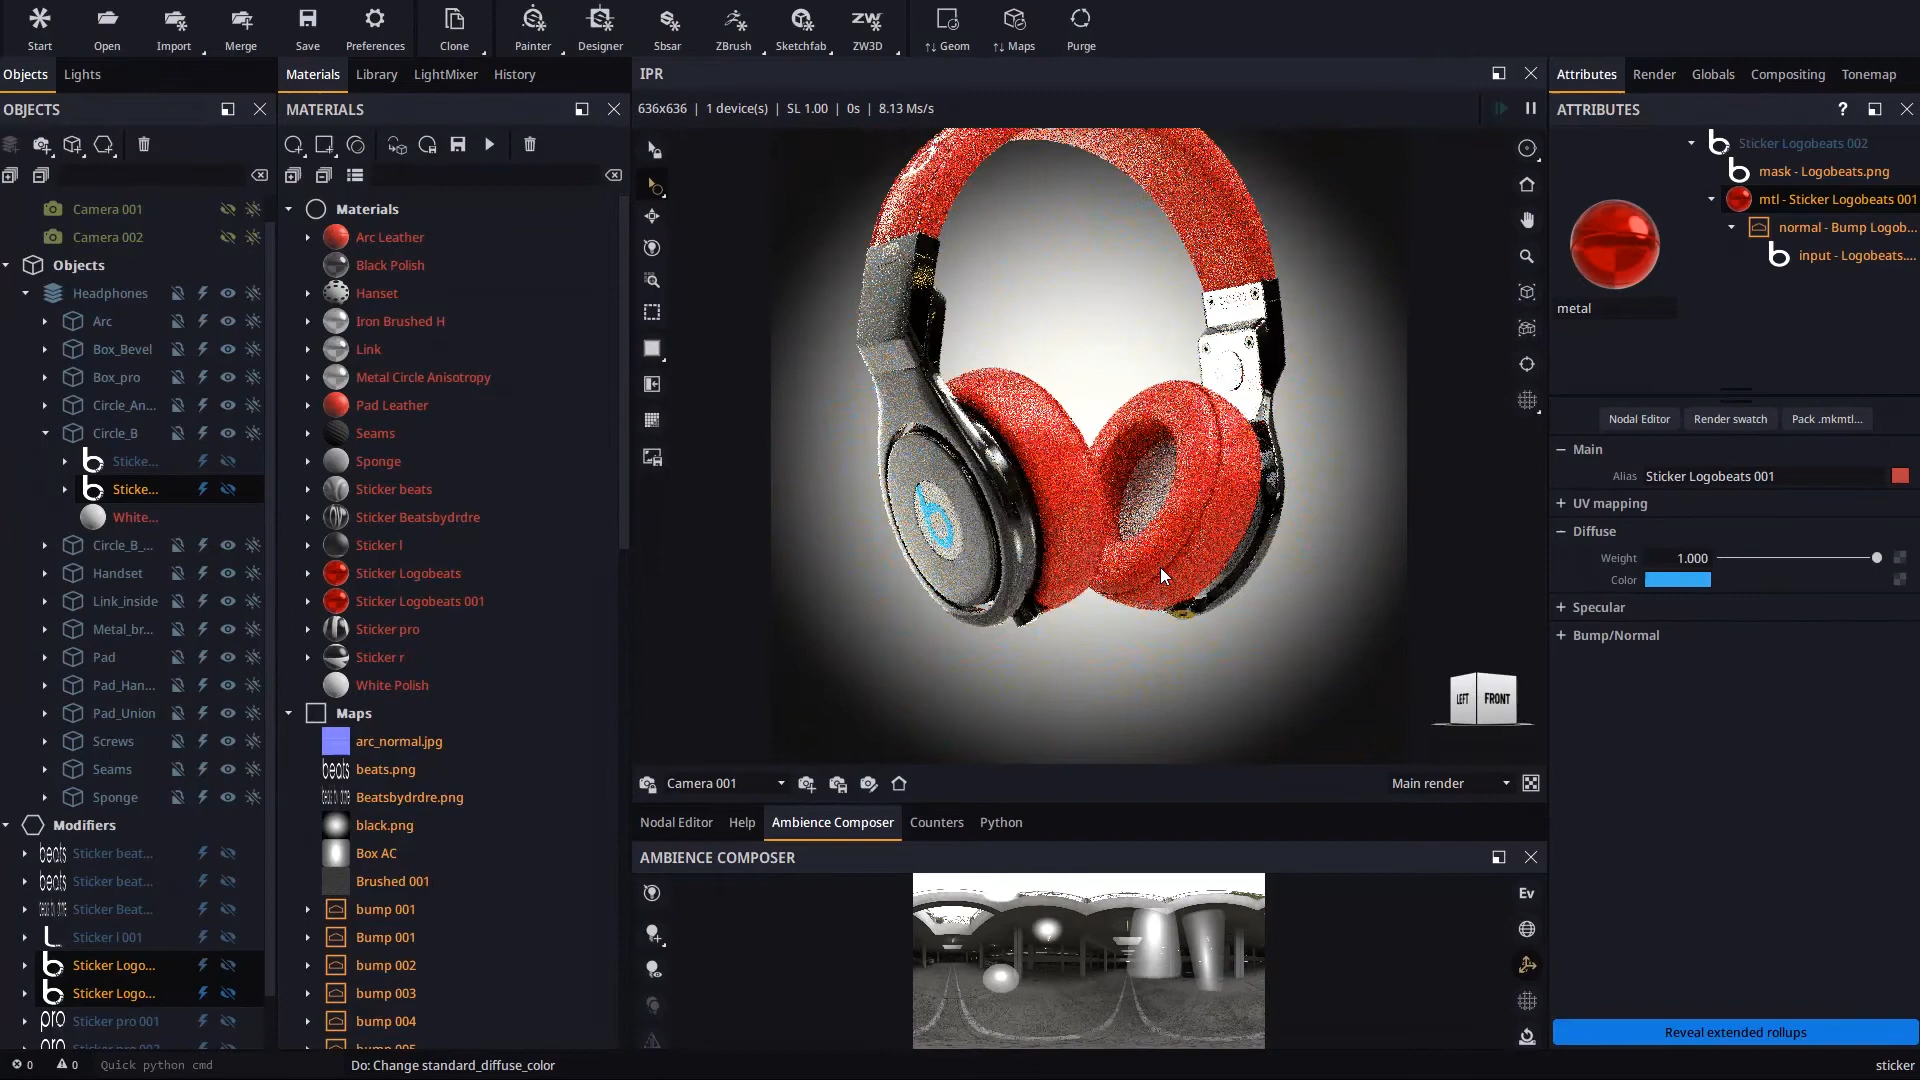 Start
Open
Import
Merge
Save
Preferences
Clone
Painter
Designer
Sbsar
ZBrush
Sketchfab
ZW
ZW3D
↑↓ Geom
↑↓ Maps
Purge
Objects
Lights
OBJECTS
Camera 001
Camera 002
Objects
Headphones
Arc
Box_Bevel
Box_pro
Circle_An...
Circle_B
Sticke...
Sticke...
White...
Circle_B_...
Handset
Link_inside
Metal_br...
Pad
Pad_Han...
Pad_Union
Screws
Seams
Sponge
Modifiers
beats
Sticker beat...
beats
Sticker beat...
Sticker Beat...
Sticker l 001
Sticker Logo...
Sticker Logo...
pro
Sticker pro 001
Materials
Library
LightMixer
History
MATERIALS
Materials
Arc Leather
Black Polish
Hanset
Iron Brushed H
Link
Metal Circle Anisotropy
Pad Leather
Seams
Sponge
Sticker beats
Sticker Beatsbydrdre
Sticker l
Sticker Logobeats
Sticker Logobeats 001
Sticker pro
Sticker r
White Polish
Maps
arc_normal.jpg
beats
beats.png
Beatsbydrdre.png
black.png
Box AC
Brushed 001
bump 001
Bump 001
bump 002
bump 003
bump 004
IPR
636x636 | 1 device(s) | SL 1.00 | 0s | 8.13 Ms/s
LEFT
FRONT
Camera 001
Main render
Nodal Editor
Help
Ambience Composer
Counters
Python
AMBIENCE COMPOSER
Ev
Attributes
Render
Globals
Compositing
Tonemap
ATTRIBUTES
?
Sticker Logobeats 002
mask - Logobeats.png
mtl - Sticker Logobeats 001
normal - Bump Logob...
input - Logobeats....
metal
Nodal Editor
Render swatch
Pack .mkmtl...
Main
Alias Sticker Logobeats 001
UV mapping
Diffuse
Weight 1.000
Color
Specular
Bump/Normal
Reveal extended rollups
0
0
Quick python cmd
Do: Change standard_diffuse_color
sticker